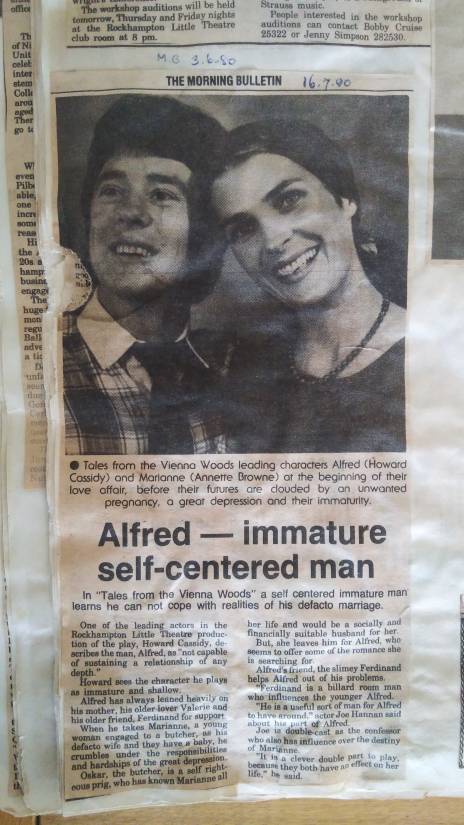 The workshop auditions will be held
tomorrow, Thursday and Friday nights
at the Rockhampton Little Theatre
club room at 8 pm.
Strauss music.
People interested in the workshop
auditions can contact Bobby Cruise
25322 or Jenny Simpson 282530.
M.B 3.6.80
THE MORNING BULLETIN 16.7.80
● Tales from the Vienna Woods leading characters Alfred (Howard
Cassidy) and Marianne (Annette Browne) at the beginning of their
love affair, before their futures are clouded by an unwanted
pregnancy, a great depression and their immaturity.
Alfred — immature
self-centered man
In "Tales from the Vienna Woods" a self centered immature man
learns he can not cope with realities of his defacto marriage.
One of the leading actors in the
Rockhampton Little Theatre produc-
tion of the play, Howard Cassidy, de-
scribes the man, Alfred, as "not capable
of sustaining a relationship of any
depth."
Howard sees the character he plays
as immature and shallow.
Alfred has always leaned heavily on
his mother, his older-lover Valerie and
his older friend, Ferdinand for support.
When he takes Marianne, a young
woman engaged to a butcher, as his
defacto wife and they have a baby, he
crumbles under the responsibilities
and hardships of the great depression.
Oskar, the butcher, is a self right-
eous prig, who has known Marianne all
her life and would be a socially and
financially suitable husband for her.
But, she leaves him for Alfred, who
seems to offer some of the romance she
is searching for.
Alfred's friend, the slimey Ferdinand
helps Alfred out of his problems.
"Ferdinand is a billard room man
who influences the younger Alfred.
"He is a useful sort of man for Alfred
to have around," actor Joe Hannan said
about his part of Alfred.
Joe is double-cast as the confessor
who also has influence over the destiny
of Marianne.
"It is a clever double part to play,
because they both have an effect on her
life," he said.